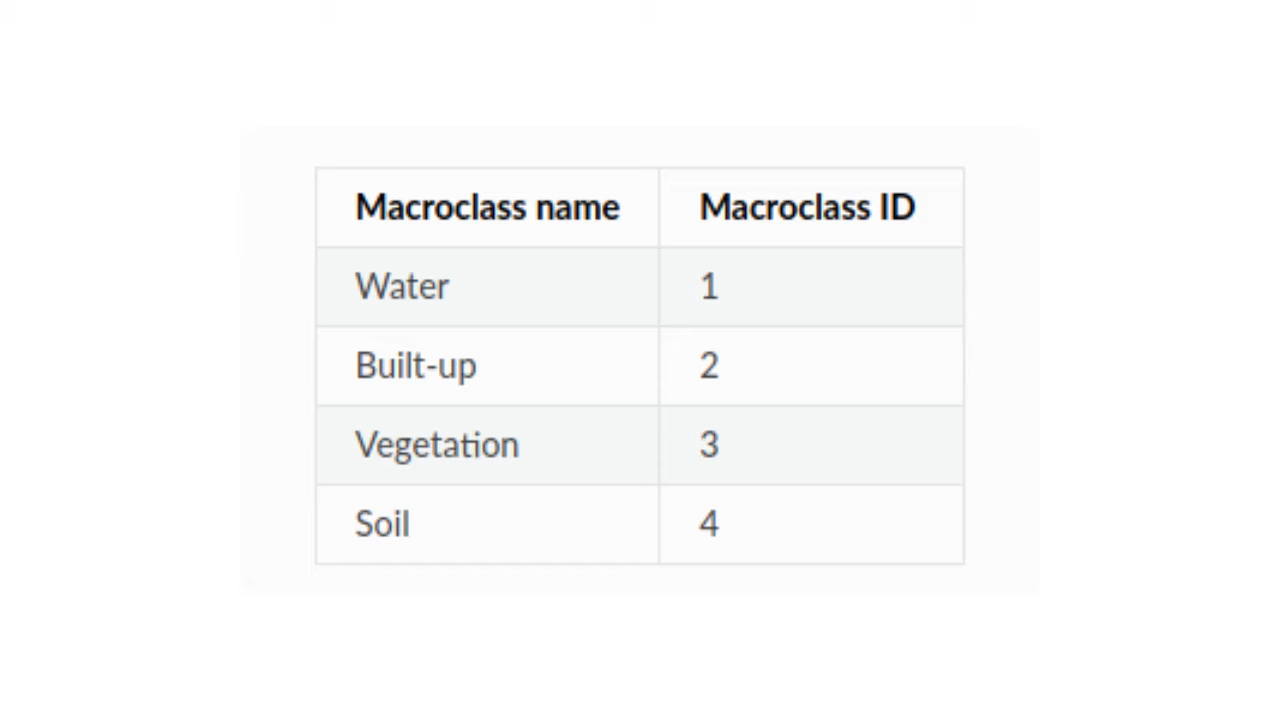 Macroclass name Macroclass ID
Water 1
Built-up 2
Vegetation 3
Soil 4